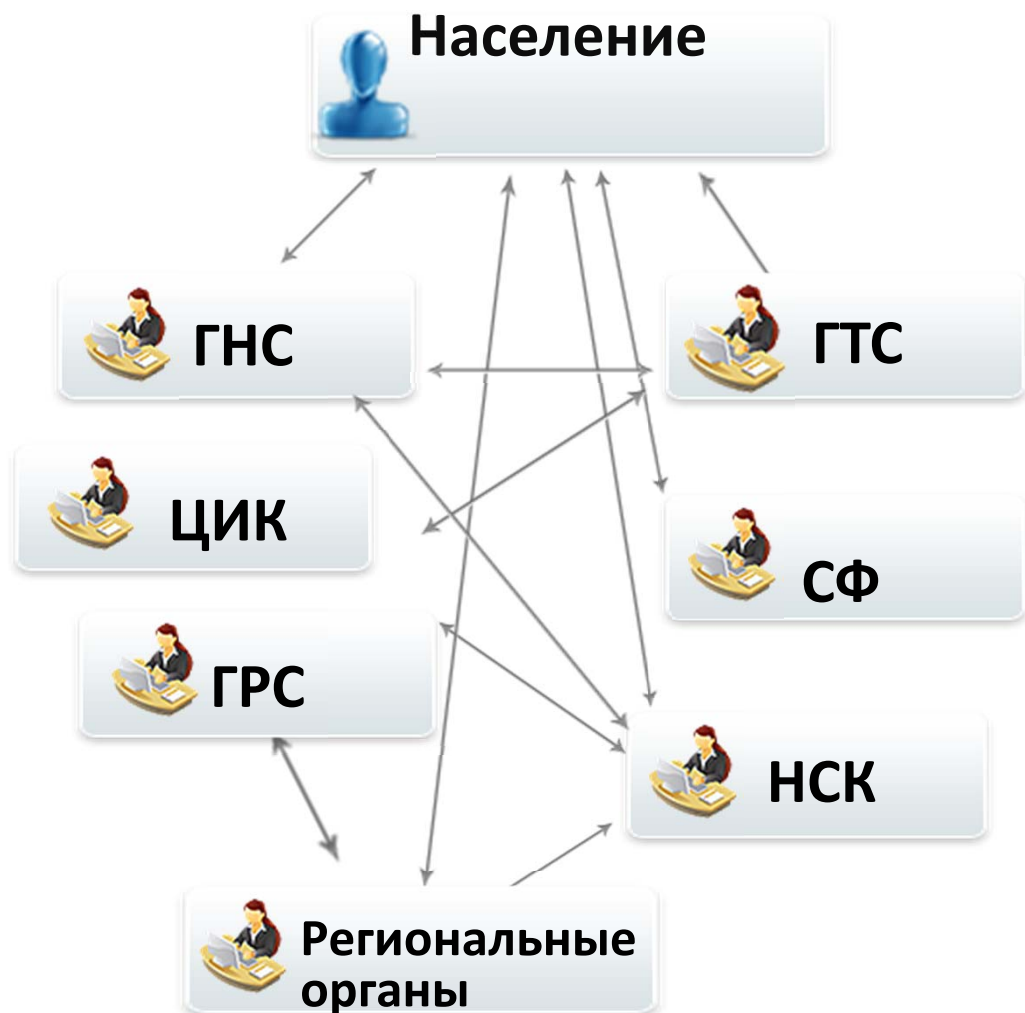 Население
ГНС
ГТС
ЦИК
СФ
ГРС
НСК
Региональные
органы